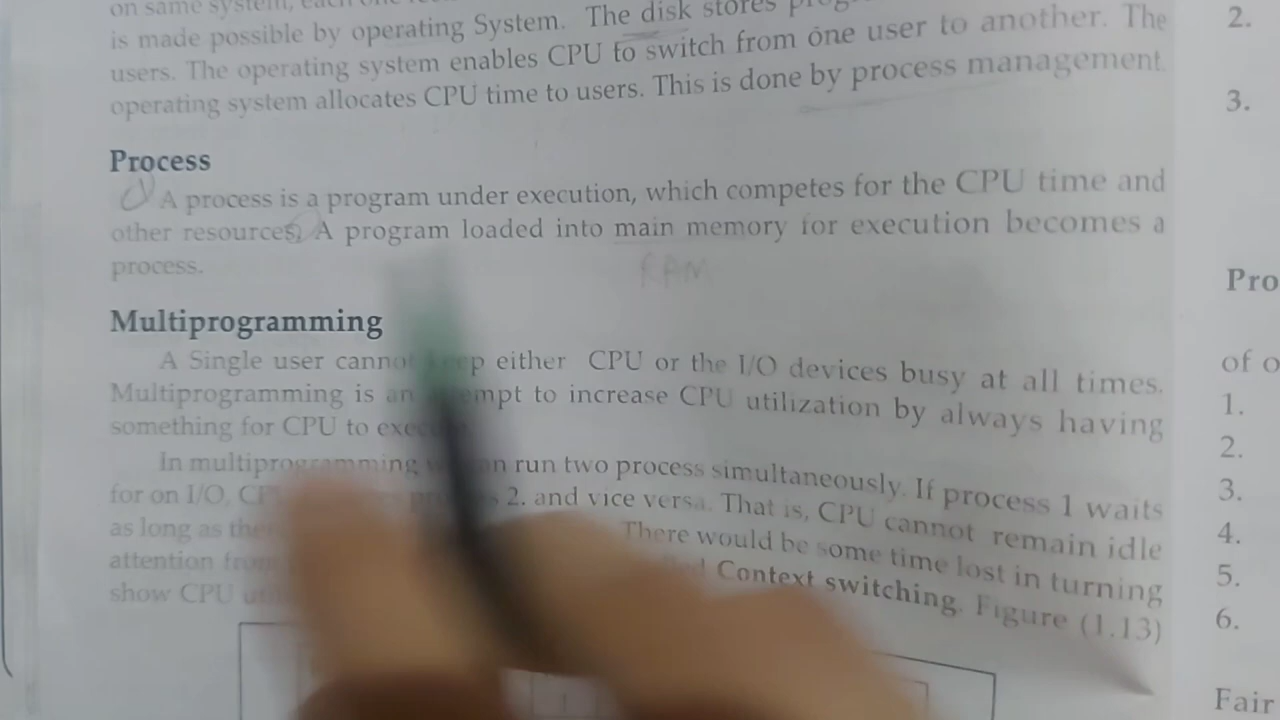 on same system, each one
is made possible by operating System. The disk stores
users. The operating system enables CPU to switch from one user to another. The
operating system allocates CPU time to users. This is done by process management.
Process
A process is a program under execution, which competes for the CPU time and
other resources. A program loaded into main memory for execution becomes a
process.
RAM
Multiprogramming
A Single user cannot either CPU or the I/O devices busy at all times.
Multiprogramming is an to increase CPU utilization by always having
something for CPU to
In multiprogramming run two process simultaneously. If process 1 waits
for on I/O, 2. and vice versa. That is, CPU cannot remain idle
as long as There would be some time lost in turning
attention Context switching. Figure (1.13)
show CPU
2.
3.
Pro
of o
1.
2.
3.
4.
5.
6.
Fair